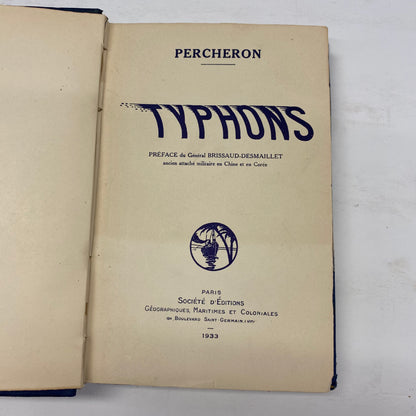 PERCHERON
TYPHONS
PRÉFACE du Général BRISSAUD-DESMAILLET
ancien attaché militaire en Chine et en Corée
PARIS
SOCIÉTÉ D'ÉDITIONS
GÉOGRAPHIQUES, MARITIMES ET COLONIALES
BOULEVARD SAINT-GERMAIN
1933